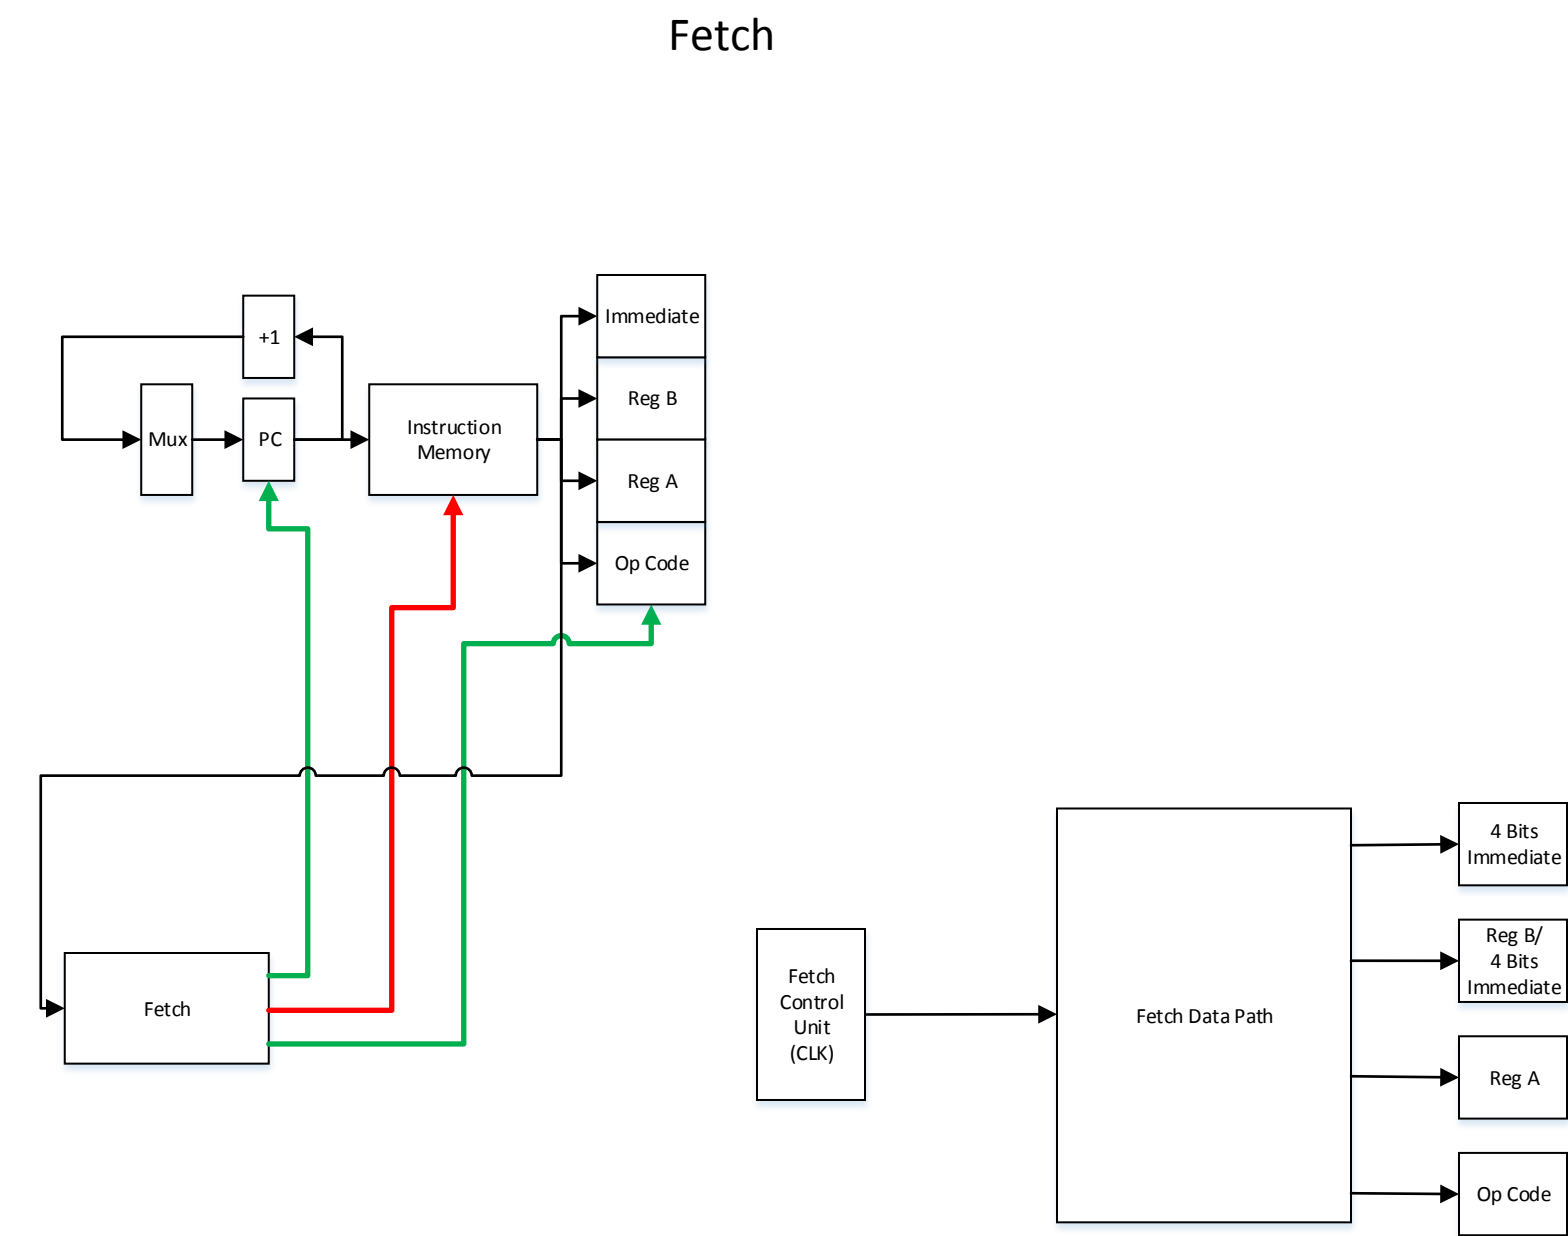 Fetch
Immediate
+1
Reg B
Mux
PC
Instruction
Memory
Reg A
Op Code
Fetch
Fetch
Control
Unit
(CLK)
Fetch Data Path
4 Bits
Immediate
Reg B/
4 Bits
Immediate
Reg A
Op Code